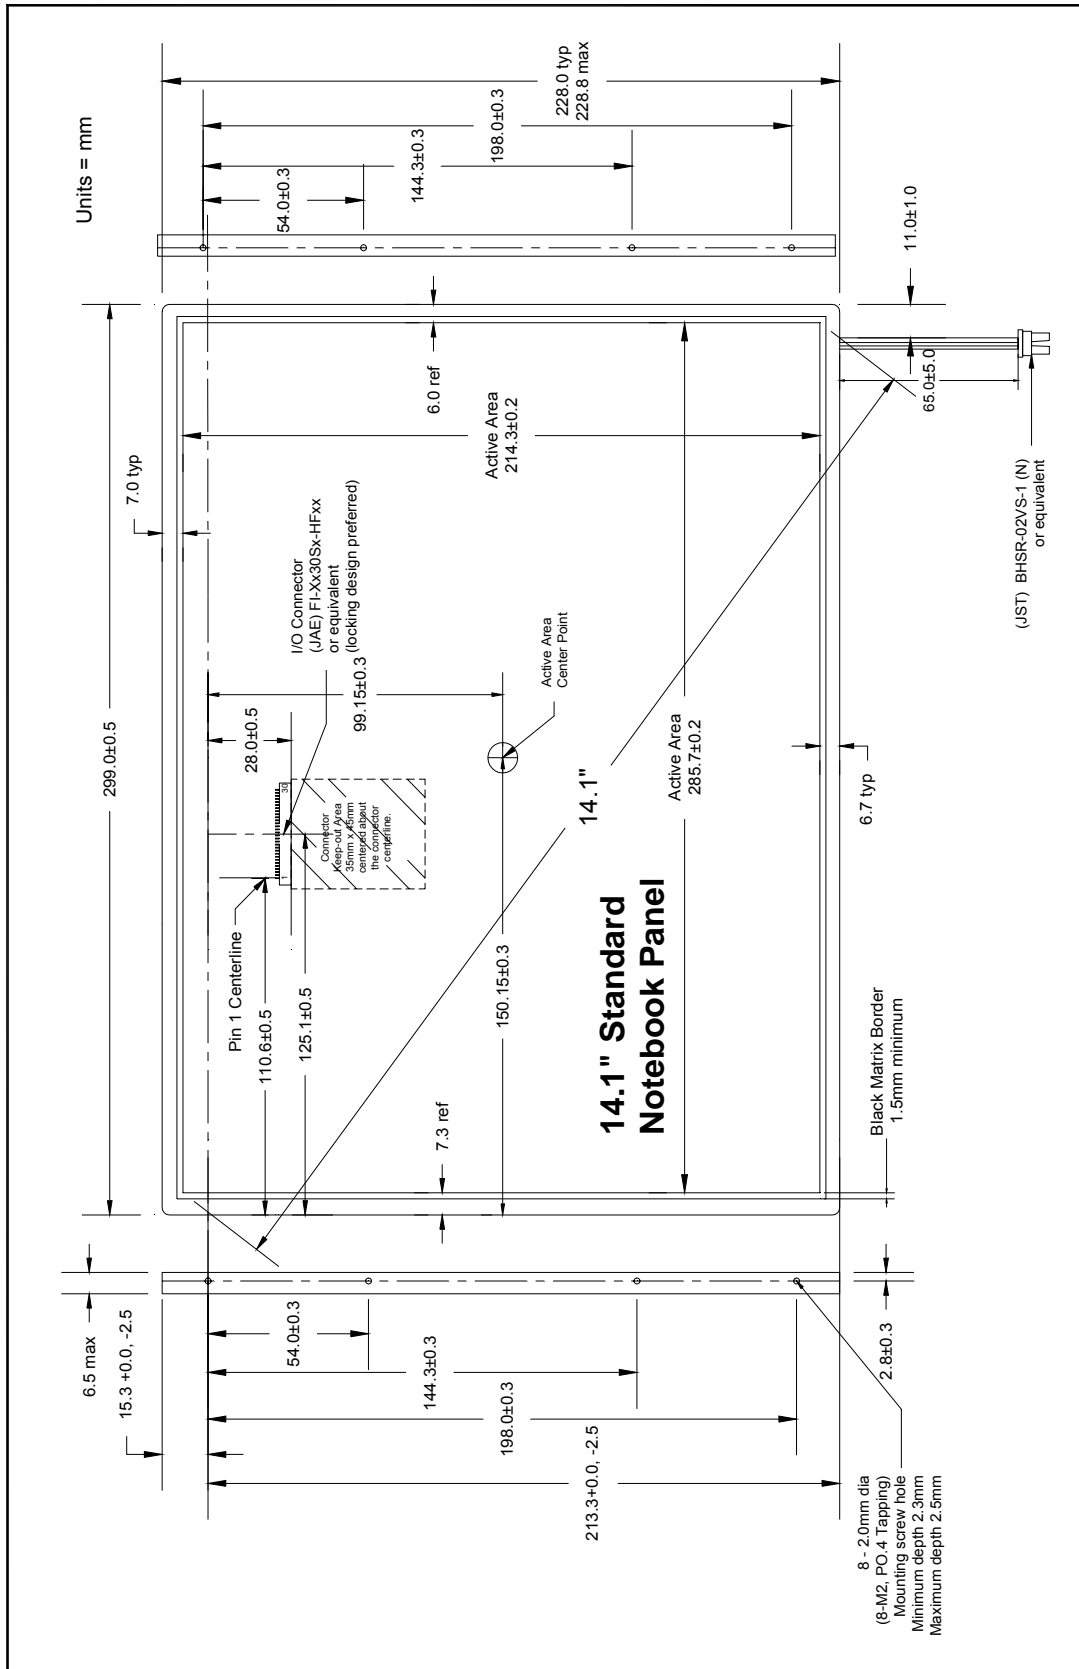 Units = mm
228.0 typ
228.8 max
198.0±0.3
144.3±0.3
54.0±0.3
11.0±1.0
65.0±5.0
(JST) BHSR-02VS-1 (N)
or equivalent
299.0±0.5
7.0 typ
6.0 ref
Active Area
214.3±0.2
I/O Connector
(JAE) FI-Xx30Sx-HFxx
or equivalent
(locking design preferred)
99.15±0.3
28.0±0.5
30
1
Connector
Keep-out Area
35mm x 45mm
centered about
the connector
centerline.
Pin 1 Centerline
110.6±0.5
125.1±0.5
Active Area
Center Point
150.15±0.3
14.1"
Active Area
285.7±0.2
6.7 typ
14.1" Standard
Notebook Panel
7.3 ref
Black Matrix Border
1.5mm minimum
6.5 max
15.3 +0.0, -2.5
54.0±0.3
144.3±0.3
198.0±0.3
213.3+0.0, -2.5
2.8±0.3
8 - 2.0mm dia
(8-M2, PO.4 Tapping)
Mounting screw hole
Minimum depth 2.3mm
Maximum depth 2.5mm